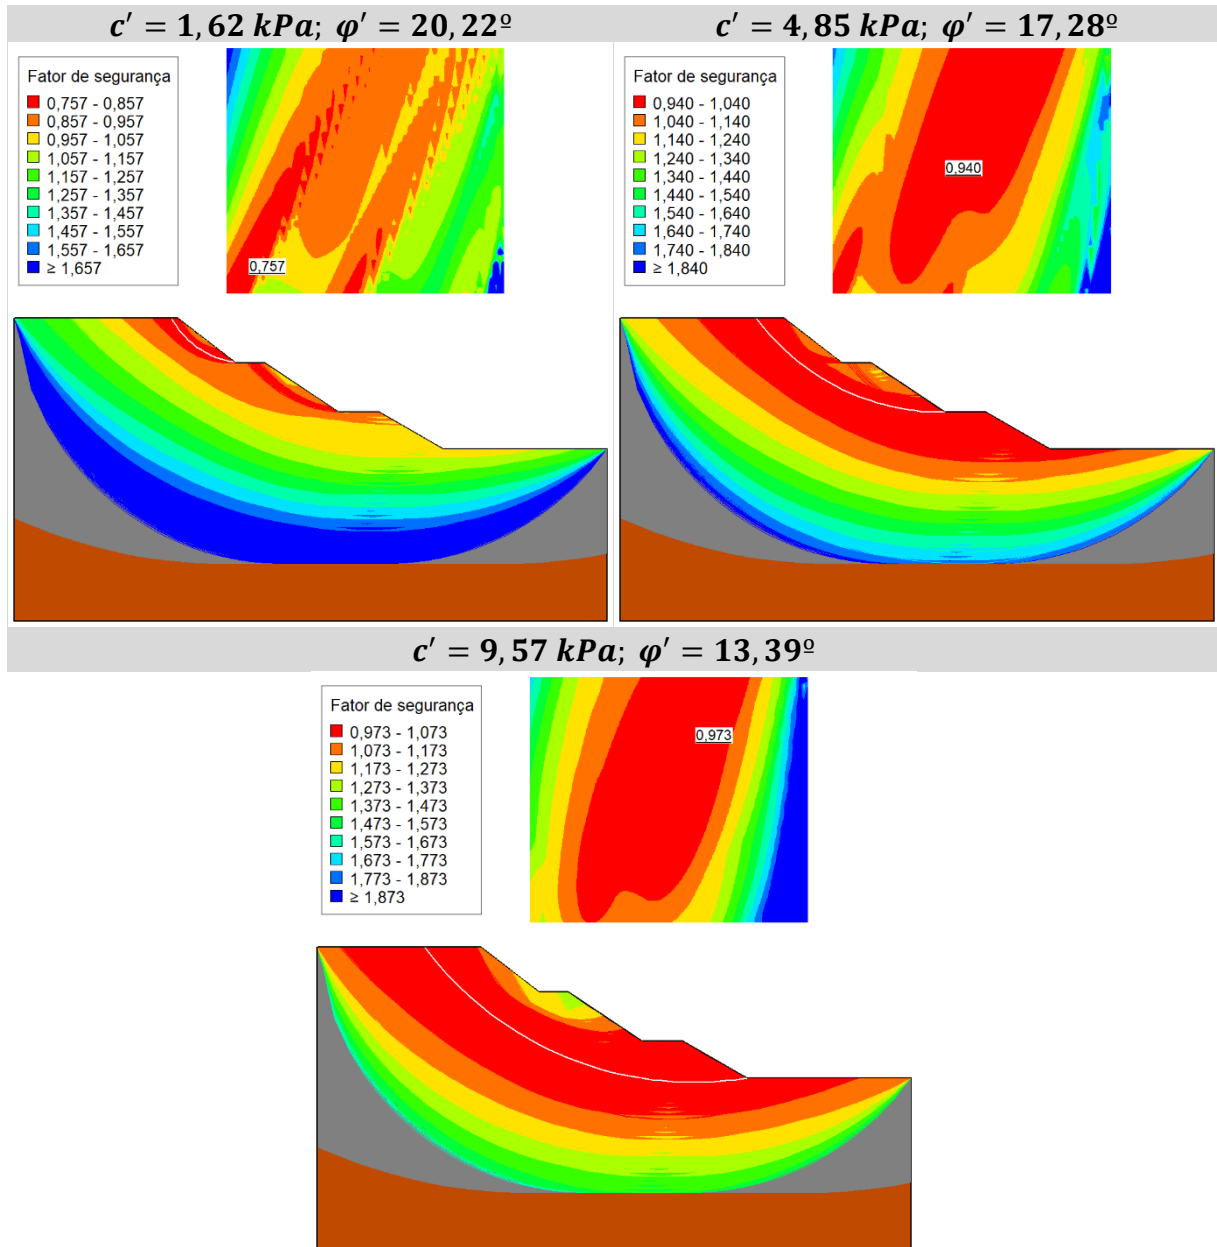 c′ = 1,62 kPa; φ′ = 20,22º
c′ = 4,85 kPa; φ′ = 17,28º
Fator de segurança
0,757 - 0,857
0,857 - 0,957
0,957 - 1,057
1,057 - 1,157
1,157 - 1,257
1,257 - 1,357
1,357 - 1,457
1,457 - 1,557
1,557 - 1,657
≥ 1,657
0,757
Fator de segurança
0,940 - 1,040
1,040 - 1,140
1,140 - 1,240
1,240 - 1,340
1,340 - 1,440
1,440 - 1,540
1,540 - 1,640
1,640 - 1,740
1,740 - 1,840
≥ 1,840
0,940
c′ = 9,57 kPa; φ′ = 13,39º
Fator de segurança
0,973 - 1,073
1,073 - 1,173
1,173 - 1,273
1,273 - 1,373
1,373 - 1,473
1,473 - 1,573
1,573 - 1,673
1,673 - 1,773
1,773 - 1,873
≥ 1,873
0,973